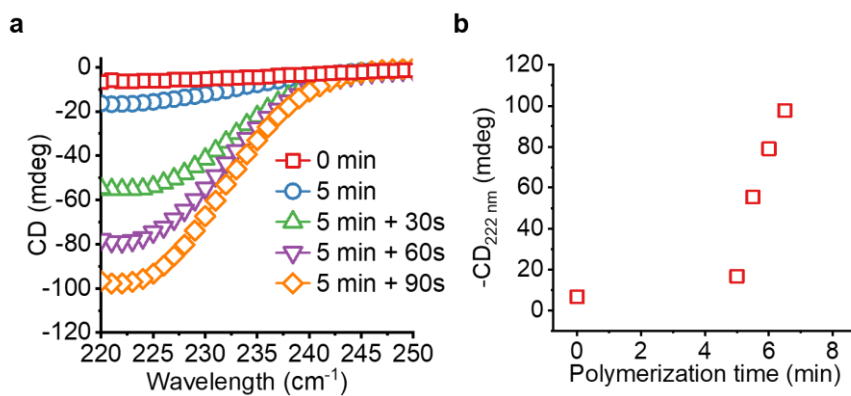 a
CD (mdeg)
0
-20
-40
-60
-80
-100
-120
220 225 230 235 240 245 250
Wavelength (cm⁻¹)
0 min
5 min
5 min + 30s
5 min + 60s
5 min + 90s
b
-CD222 nm (mdeg)
120
100
80
60
40
20
0
0 2 4 6 8
Polymerization time (min)